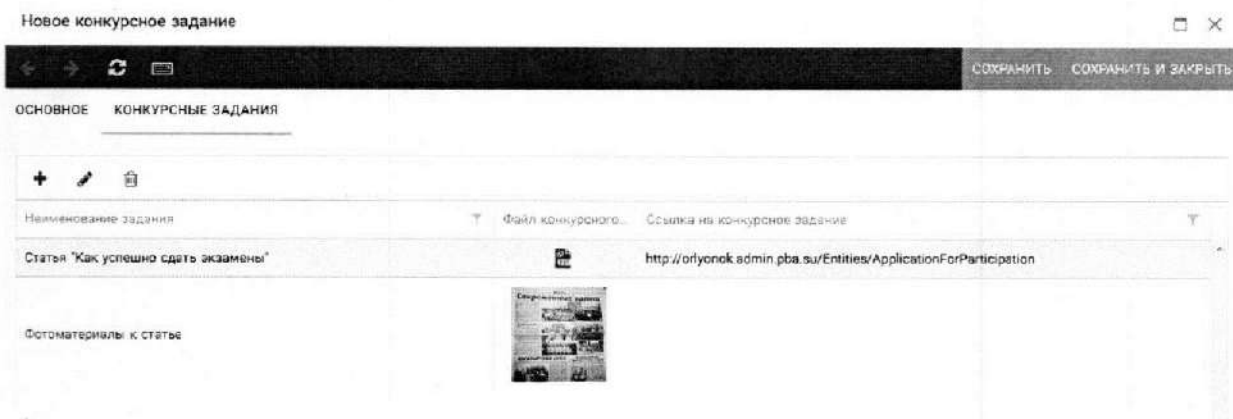 Новое конкурсное задание
СОХРАНИТЬ СОХРАНИТЬ И ЗАКРЫТЬ
ОСНОВНОЕ КОНКУРСНЫЕ ЗАДАНИЯ
Наименование задания Файл конкурсного... Ссылка на конкурсное задание
Статья "Как успешно сдать экзамены" http://orlyonok.admin.pba.su/Entities/ApplicationForParticipation
Фотоматериалы к статье